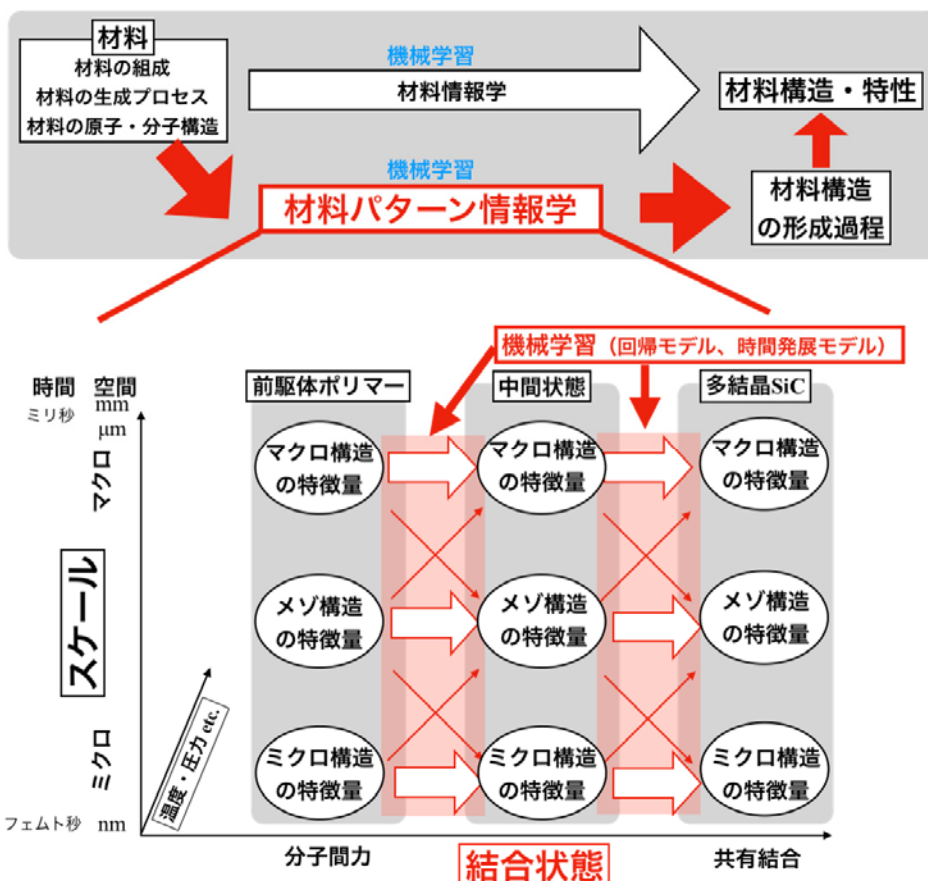 材料
材料の組成
材料の生成プロセス
材料の原子・分子構造
機械学習
材料情報学
材料構造・特性
機械学習
材料パターン情報学
材料構造
の形成過程
機械学習（回帰モデル、時間発展モデル）
時間 空間
ミリ秒 mm
μm
前駆体ポリマー
中間状態
多結晶SiC
マクロ
マクロ構造
の特徴量
マクロ構造
の特徴量
マクロ構造
の特徴量
スケール
メゾ構造
の特徴量
メゾ構造
の特徴量
メゾ構造
の特徴量
温度・圧力 etc.
ミクロ
ミクロ構造
の特徴量
ミクロ構造
の特徴量
ミクロ構造
の特徴量
フェムト秒 nm
分子間力
結合状態
共有結合